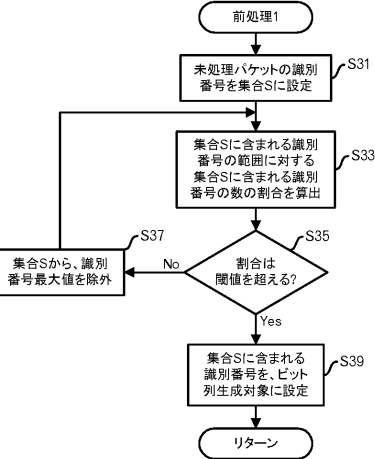 前処理1
未処理パケットの識別
番号を集合Sに設定
S31
集合Sに含まれる識別
番号の範囲に対する
集合Sに含まれる識別
番号の数の割合を算出
S33
割合は
閾値を超える?
S35
No
集合Sから、識別
番号最大値を除外
S37
Yes
集合Sに含まれる
識別番号を、ビット
列生成対象に設定
S39
リターン